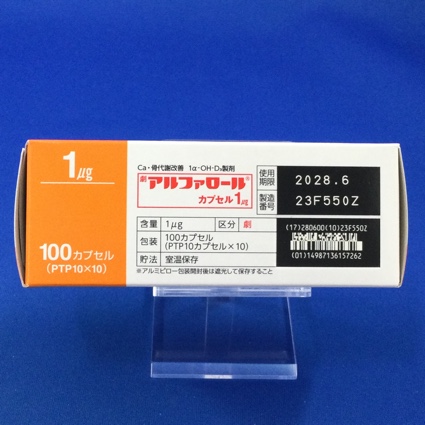 1μg
100カプセル
(PTP10×10)
Ca・骨代謝改善 1α-OH-D₃製剤
劇 アルファロール®
カプセル1μg
含量 1μg 区分 劇
包装 100カプセル
(PTP10カプセル×10)
貯法 室温保存
※アルミピロー包装開封後は遮光して保存すること
使用期限 2028.6
製造番号 23F550Z
(17)280600(10)23F550Z
(01)14987136157262